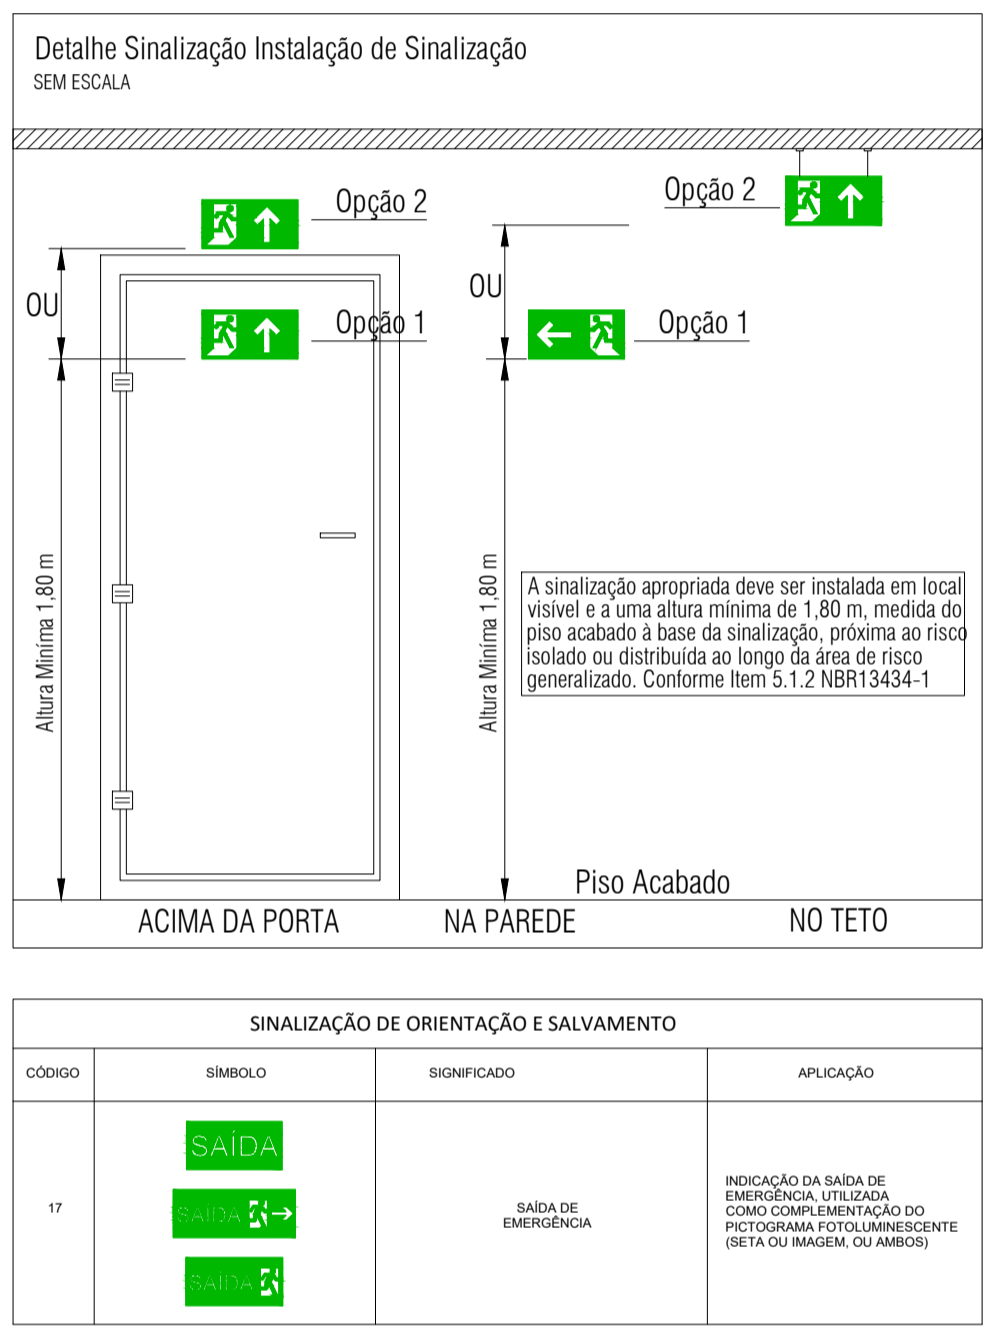 Detalhe Sinalização Instalação de Sinalização
SEM ESCALA
Opção 2
Opção 2
OU
OU
Opção 1
Opção 1
Altura Miníma 1,80 m
Altura Miníma 1,80 m
A sinalização apropriada deve ser instalada em local
visível e a uma altura mínima de 1,80 m, medida do
piso acabado à base da sinalização, próxima ao risco
isolado ou distribuída ao longo da área de risco
generalizado. Conforme Item 5.1.2 NBR13434-1
Piso Acabado
ACIMA DA PORTA
NA PAREDE
NO TETO
SINALIZAÇÃO DE ORIENTAÇÃO E SALVAMENTO
CÓDIGO
SÍMBOLO
SIGNIFICADO
APLICAÇÃO
17
SAÍDA
SAÍDA
SAÍDA
SAÍDA DE
EMERGÊNCIA
INDICAÇÃO DA SAÍDA DE
EMERGÊNCIA, UTILIZADA
COMO COMPLEMENTAÇÃO DO
PICTOGRAMA FOTOLUMINESCENTE
(SETA OU IMAGEM, OU AMBOS)